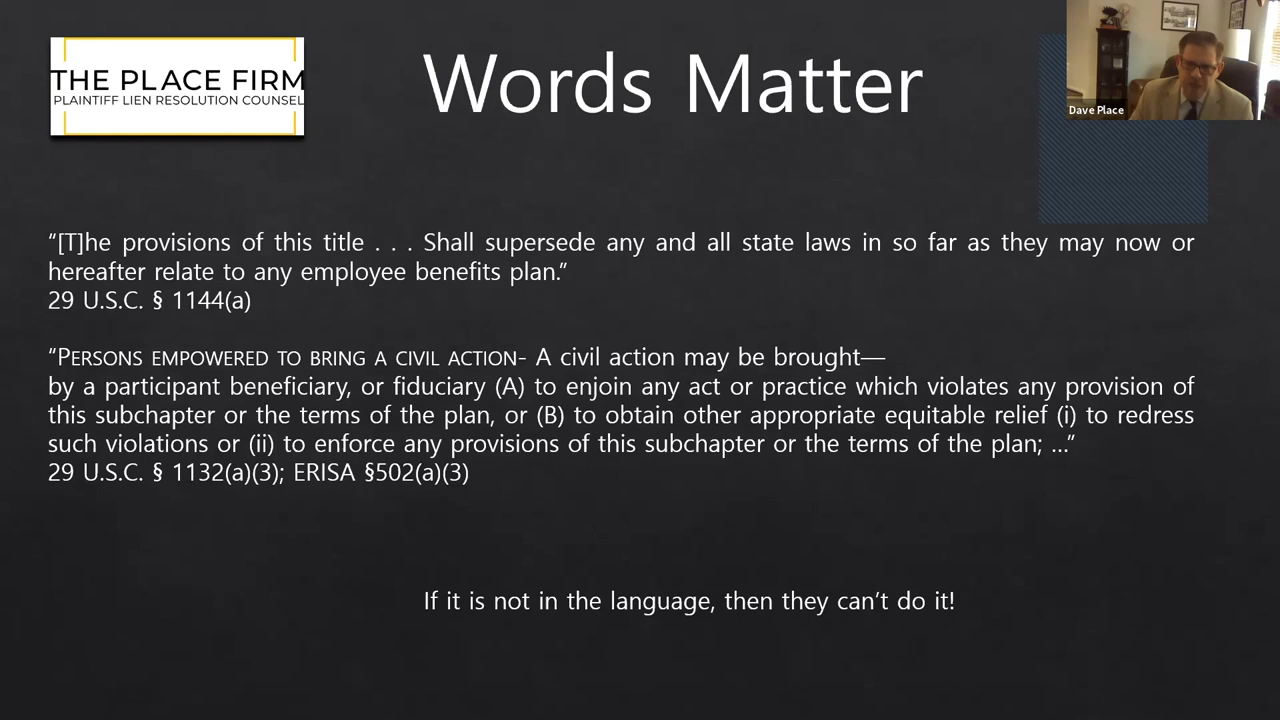 THE PLACE FIRM
PLAINTIFF LIEN RESOLUTION COUNSEL
Words Matter
Dave Place
“[T]he provisions of this title . . . Shall supersede any and all state laws in so far as they may now or
hereafter relate to any employee benefits plan.”
29 U.S.C. § 1144(a)
“PERSONS EMPOWERED TO BRING A CIVIL ACTION- A civil action may be brought—
by a participant beneficiary, or fiduciary (A) to enjoin any act or practice which violates any provision of
this subchapter or the terms of the plan, or (B) to obtain other appropriate equitable relief (i) to redress
such violations or (ii) to enforce any provisions of this subchapter or the terms of the plan; ...”
29 U.S.C. § 1132(a)(3); ERISA §502(a)(3)
If it is not in the language, then they can’t do it!